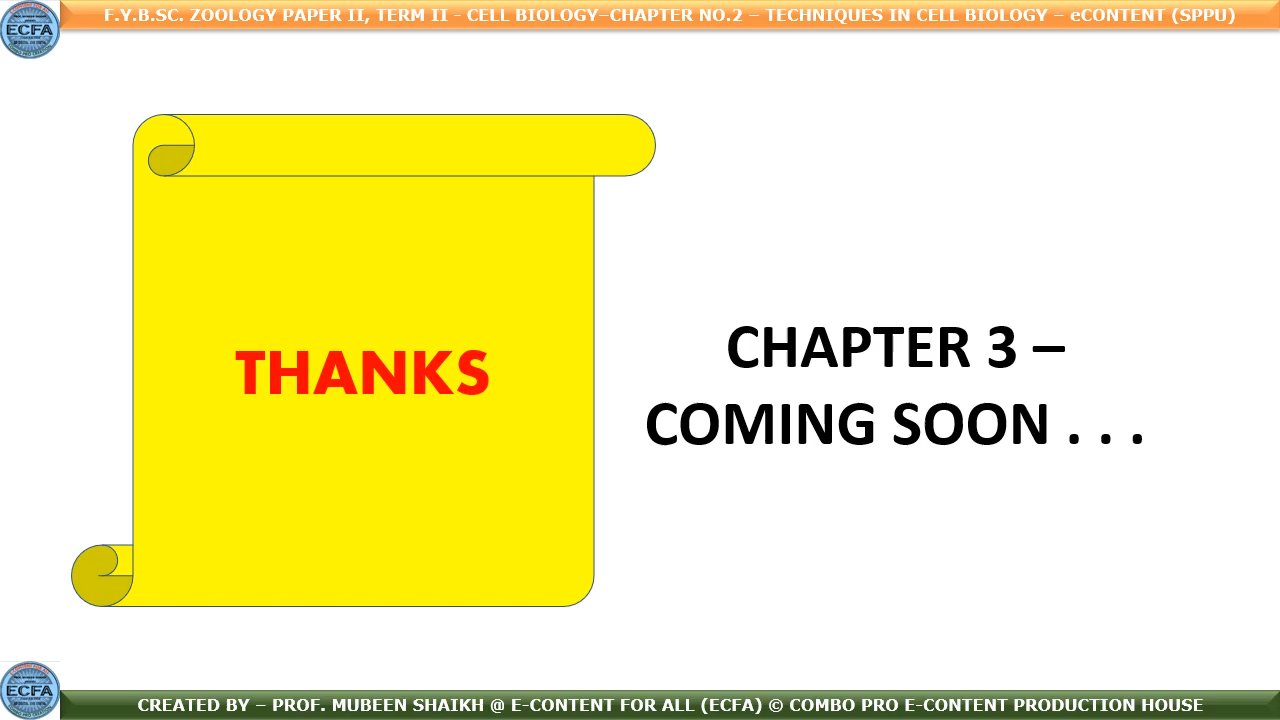 F.Y.B.SC. ZOOLOGY PAPER II, TERM II - CELL BIOLOGY–CHAPTER NO.2 – TECHNIQUES IN CELL BIOLOGY – eCONTENT (SPPU)
ECFA
THANKS
CHAPTER 3 –
COMING SOON . . .
ECFA
CREATED BY – PROF. MUBEEN SHAIKH @ E-CONTENT FOR ALL (ECFA) © COMBO PRO E-CONTENT PRODUCTION HOUSE